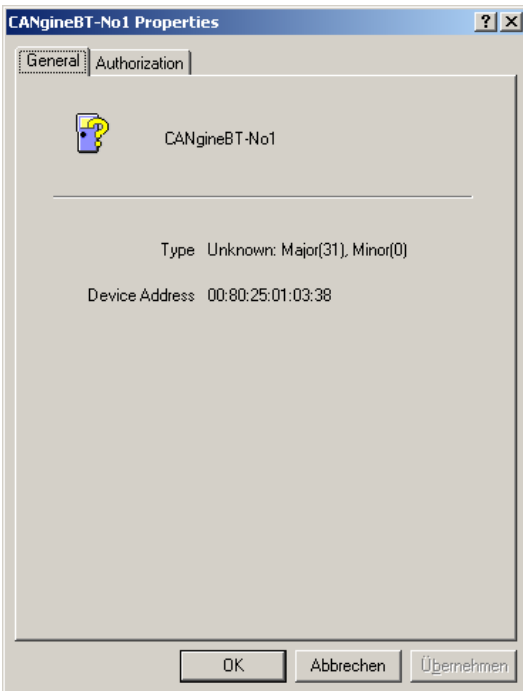 CANgineBT-No1 Properties
General Authorization
CANgineBT-No1
Type Unknown: Major(31), Minor(0)
Device Address 00:80:25:01:03:38
OK Abbrechen Übernehmen